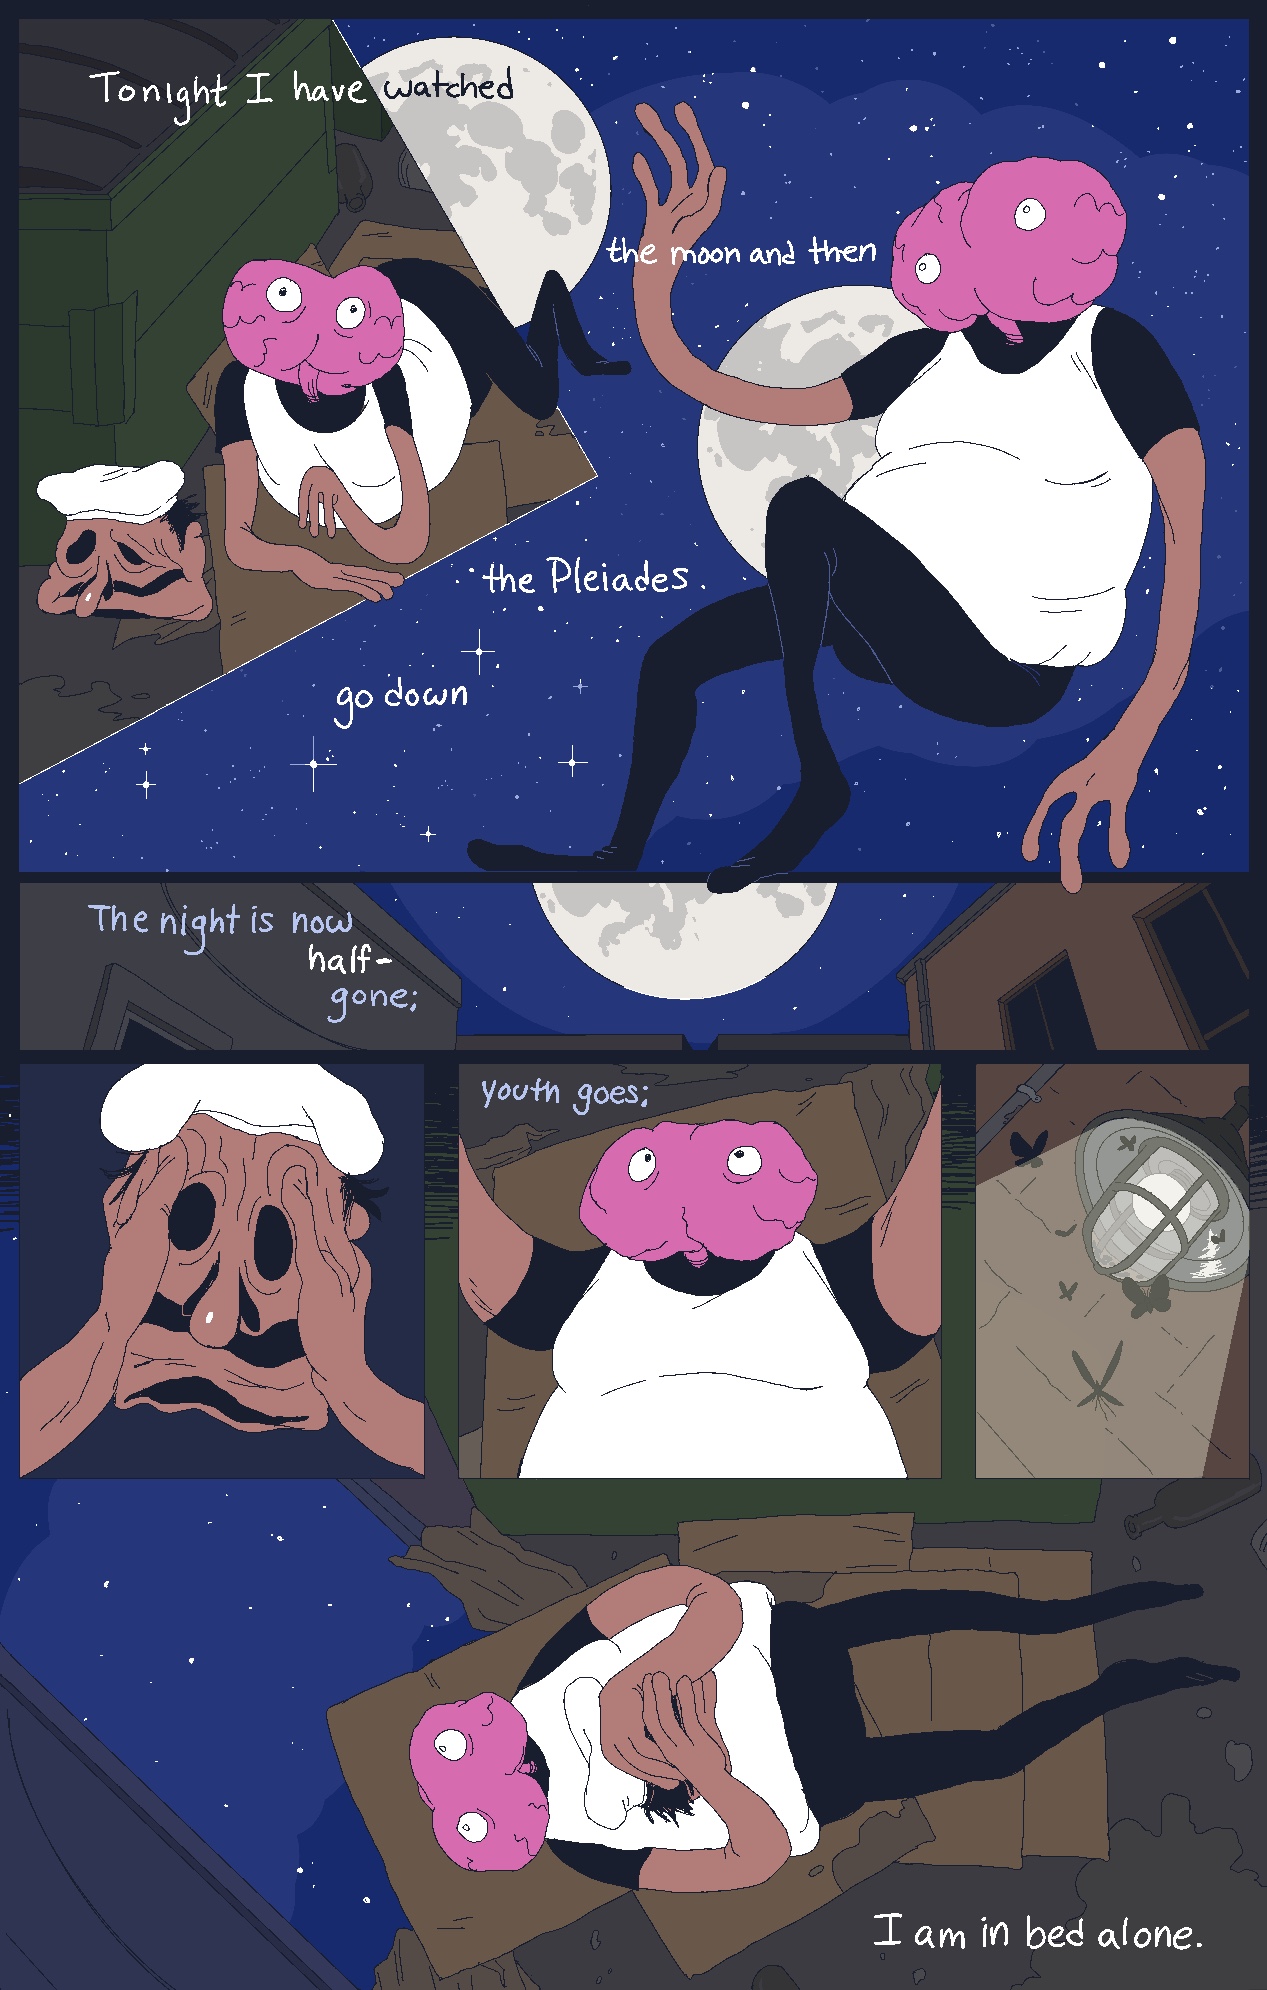 Tonight I have watched
the moon and then
the Pleiades.
go down
The night is now
half-
gone;
youth goes;
I am in bed alone.